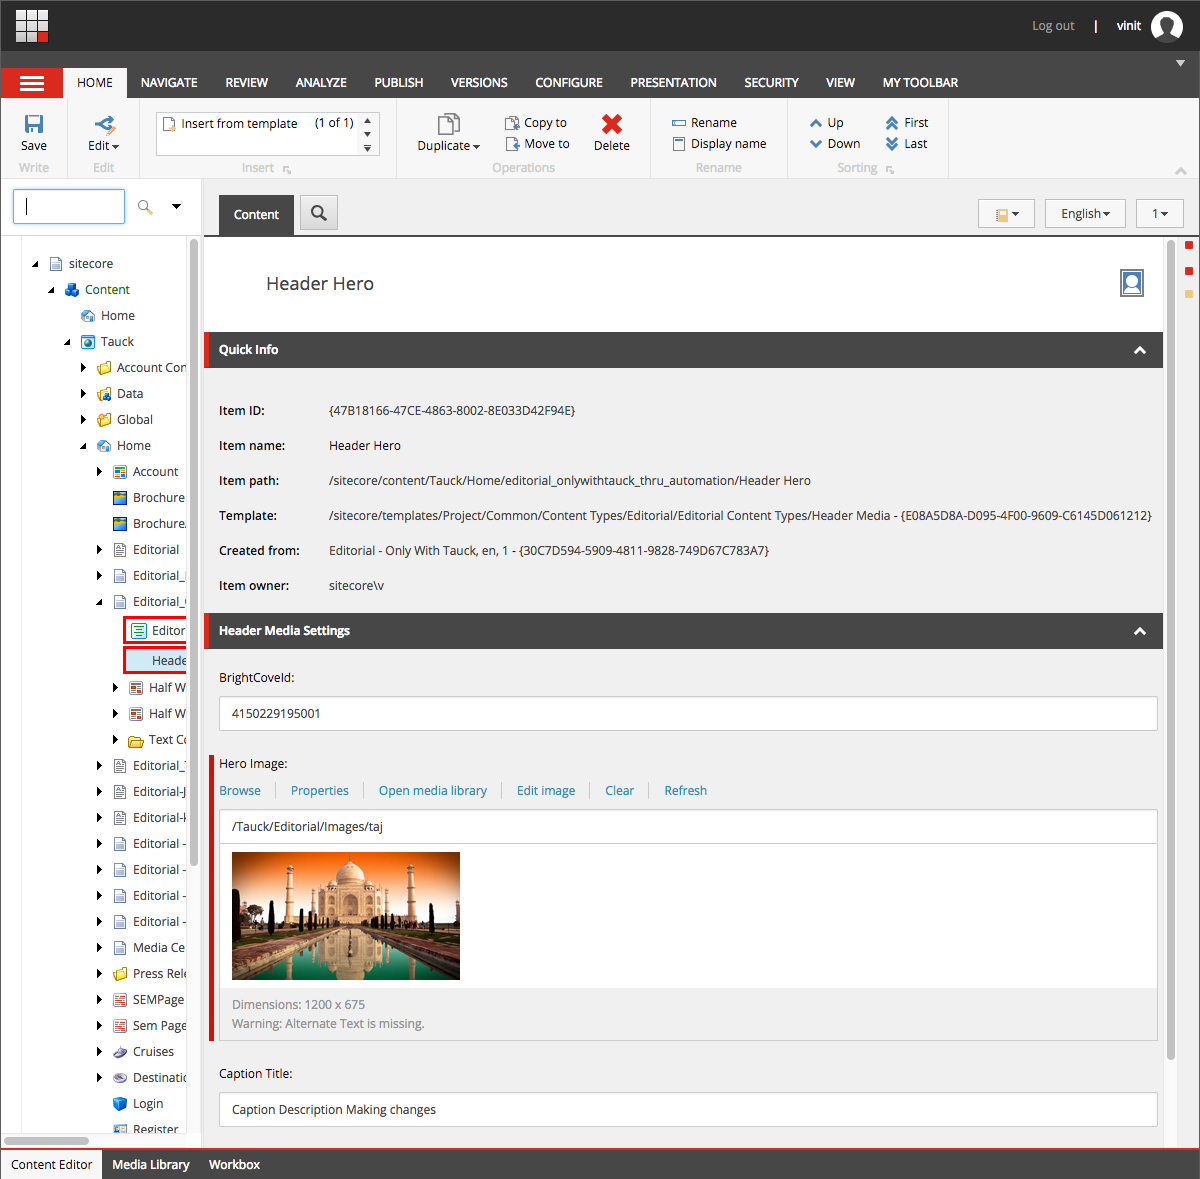 Log out | vinit
HOME NAVIGATE REVIEW ANALYZE PUBLISH VERSIONS CONFIGURE PRESENTATION SECURITY VIEW MY TOOLBAR
Save
Write
Edit
Edit
Insert from template (1 of 1)
Insert
Duplicate
Copy to
Move to
Delete
Operations
Rename
Display name
Rename
Up
Down
First
Last
Sorting
Content
English
1
sitecore
Content
Home
Tauck
Account Con
Data
Global
Home
Account
Brochure
Brochure
Editorial
Editorial_
Editorial_
Editor
Heade
Half W
Half W
Text Co
Editorial_
Editorial-J
Editorial-
Editorial -
Editorial -
Editorial -
Editorial -
Media Ce
Press Rele
SEMPage
Sem Page
Cruises
Destinatio
Login
Register
Header Hero
Quick Info
Item ID: {47B18166-47CE-4863-8002-8E033D42F94E}
Item name: Header Hero
Item path: /sitecore/content/Tauck/Home/editorial_onlywithtauck_thru_automation/Header Hero
Template: /sitecore/templates/Project/Common/Content Types/Editorial/Editorial Content Types/Header Media - {E08A5D8A-D095-4F00-9609-C6145D061212}
Created from: Editorial - Only With Tauck, en, 1 - {30C7D594-5909-4811-9828-749D67C783A7}
Item owner: sitecore\v
Header Media Settings
BrightCoveId:
4150229195001
Hero Image:
Browse Properties Open media library Edit image Clear Refresh
/Tauck/Editorial/Images/taj
Dimensions: 1200 x 675
Warning: Alternate Text is missing.
Caption Title:
Caption Description Making changes
Content Editor Media Library Workbox